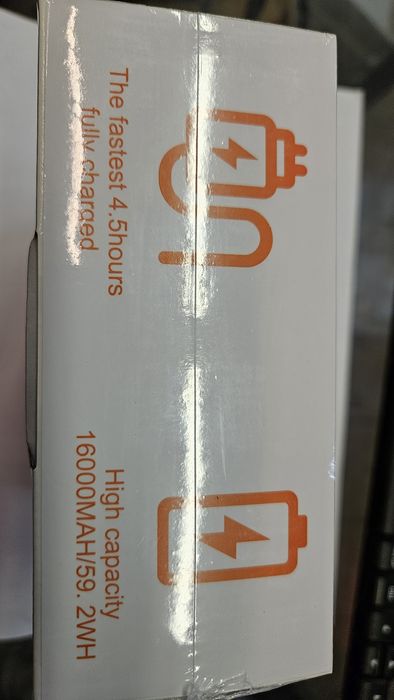 The fastest 4.5hours
fully charged
High capacity
16000MAH/59. 2WH